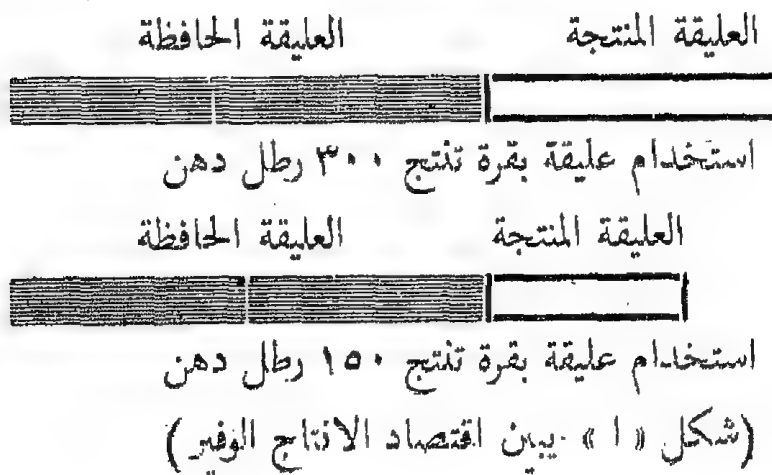 العليقة المنتجة العليقة الحافظة
استخدام عليقة بقرة تنتج ٣٠٠ رطل دهن
العليقة المنتجة العليقة الحافظة
استخدام عليقة بقرة تنتج ١٥٠ رطل دهن
(شكل « ١ » يبين اقتصاد الانتاج الوفير)